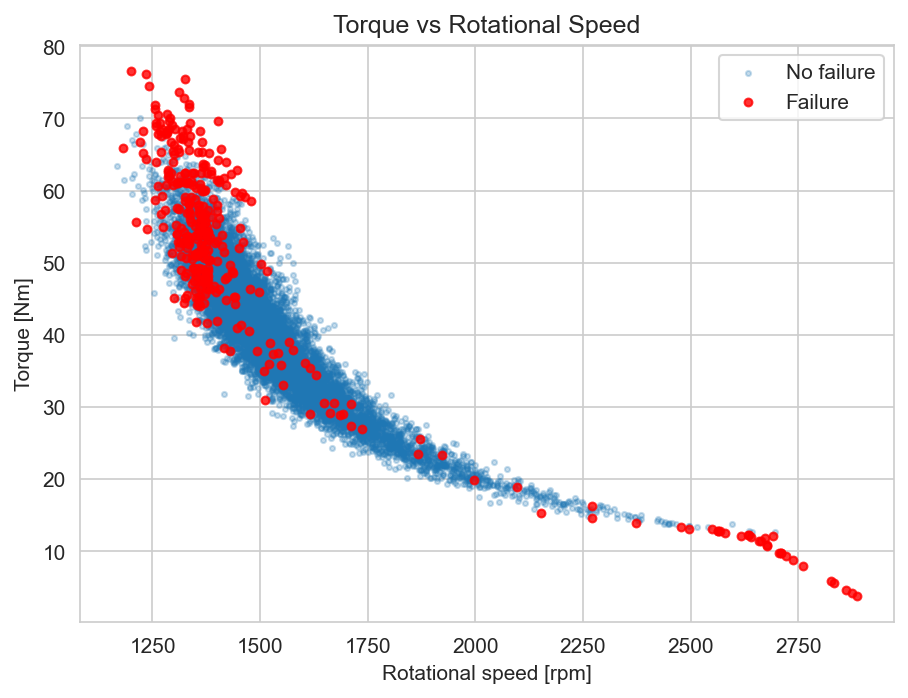 Torque vs Rotational Speed
No failure
Failure
80
70
60
50
40
30
20
10
Torque [Nm]
1250 1500 1750 2000 2250 2500 2750
Rotational speed [rpm]